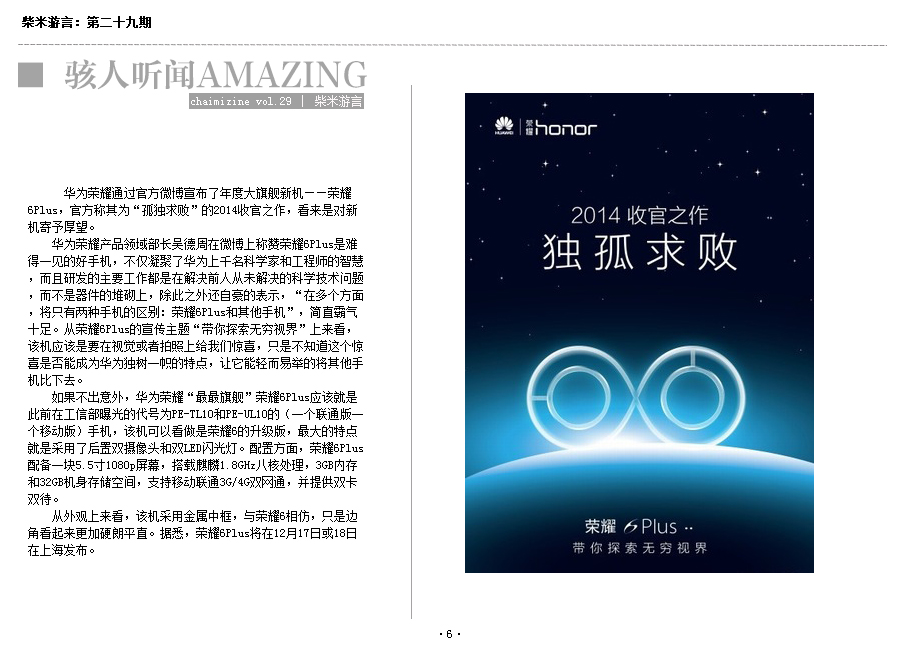 柴米游言：第二十九期
骇人听闻AMAZING
chaimizine vol.29 | 柴米游言
华为荣耀通过官方微博宣布了年度大旗舰新机——荣耀
6Plus，官方称其为“孤独求败”的2014收官之作，看来是对新
机寄予厚望。
华为荣耀产品领域部长吴德周在微博上称赞荣耀6Plus是难
得一见的好手机，不仅凝聚了华为上千名科学家和工程师的智慧
，而且研发的主要工作都是在解决前人从未解决的科学技术问题
，而不是器件的堆砌上，除此之外还自豪的表示，“在多个方面
，将只有两种手机的区别：荣耀6Plus和其他手机”，简直霸气
十足。从荣耀6Plus的宣传主题“带你探索无穷视界”上来看，
该机应该是要在视觉或者拍照上给我们惊喜，只是不知道这个惊
喜是否能成为华为独树一帜的特点，让它能轻而易举的将其他手
机比下去。
如果不出意外，华为荣耀“最最旗舰”荣耀6Plus应该就是
此前在工信部曝光的代号为PE-TL10和PE-UL10的（一个联通版一
个移动版）手机，该机可以看做是荣耀6的升级版，最大的特点
就是采用了后置双摄像头和双LED闪光灯。配置方面，荣耀6Plus
配备一块5.5寸1080p屏幕，搭载麒麟1.8GHz八核处理，3GB内存
和32GB机身存储空间，支持移动联通3G/4G双网通，并提供双卡
双待。
从外观上来看，该机采用金属中框，与荣耀6相仿，只是边
角看起来更加硬朗平直。据悉，荣耀6Plus将在12月17日或18日
在上海发布。
HUAWEI 荣耀 honor
2014 收官之作
独孤求败
荣耀 6Plus
带你探索无穷视界
·6·